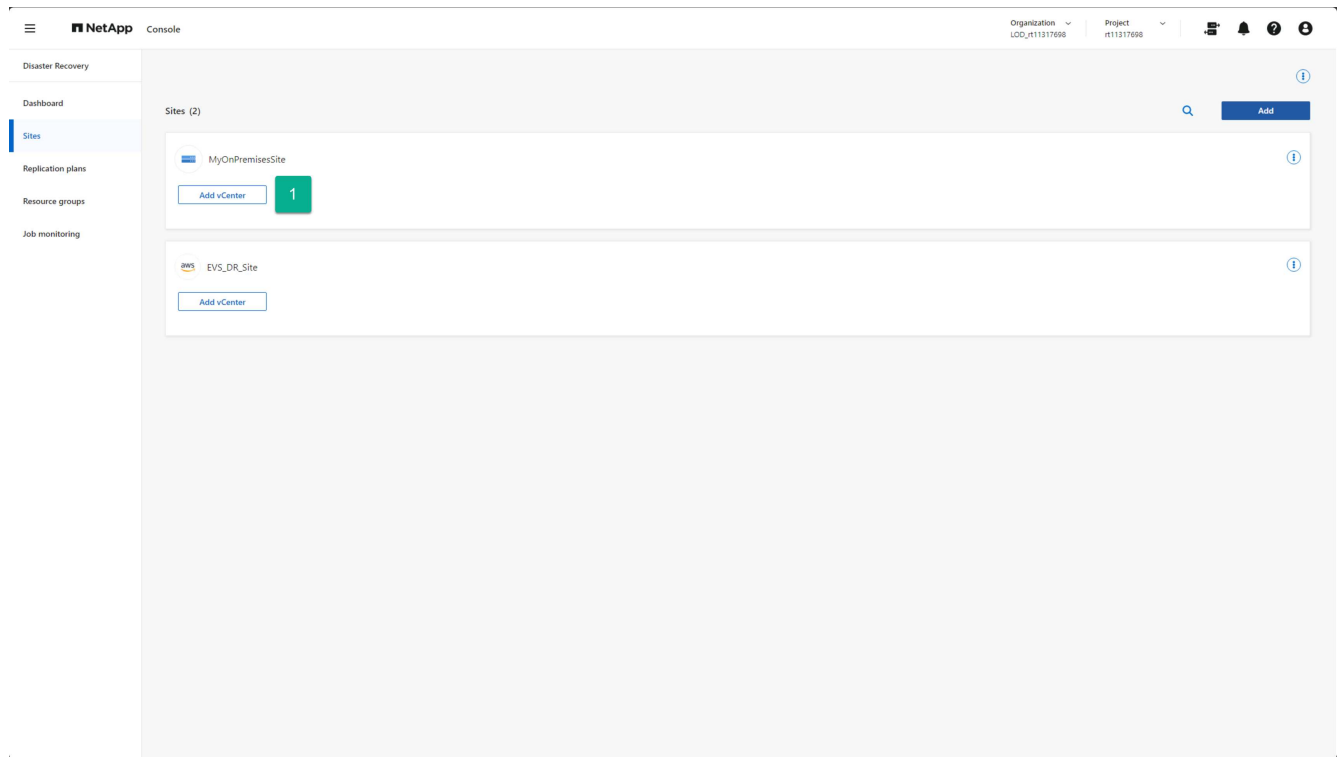 NetApp Console
Organization
LOD_rt11317698
Project
rt11317698
Disaster Recovery
Dashboard
Sites
Replication plans
Resource groups
Job monitoring
Sites (2)
Add
MyOnPremisesSite
Add vCenter
1
aws EVS_DR_Site
Add vCenter